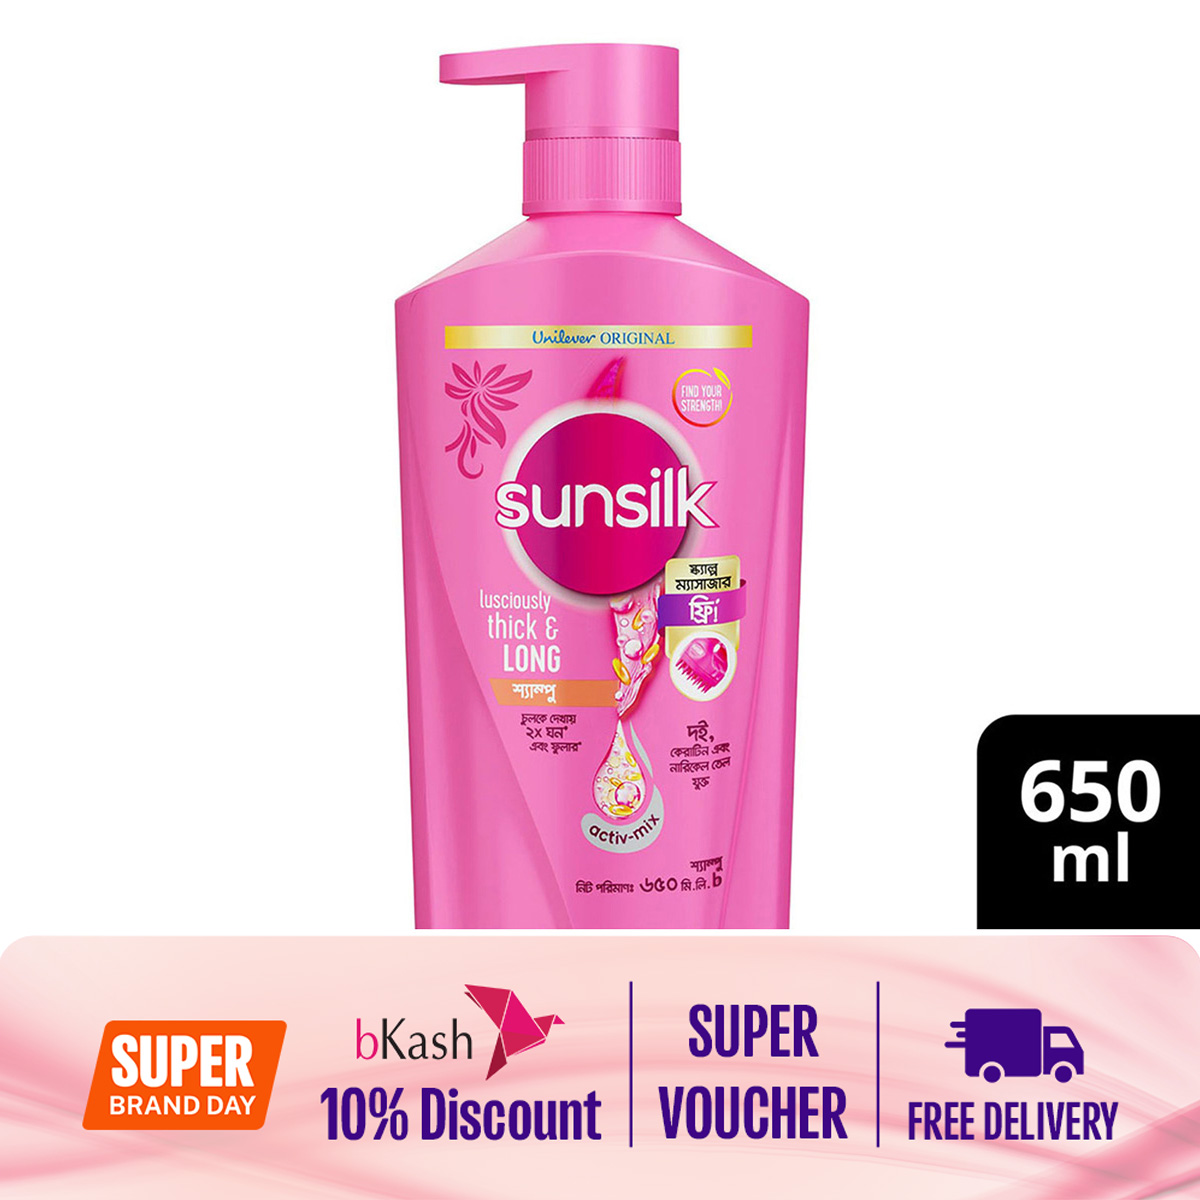 Unilever ORIGINAL
FIND YOUR
STRENGTH!
sunsilk
স্ক্যাল্প
ম্যাসাজার
ফ্রি!
lusciously
thick &
LONG
শ্যাম্পু
চুলকে দেখায়
২x ঘন*
এবং ফুলার*
দই,
কেরাটিন এবং
নারিকেল তেল
যুক্ত
activ-mix
শ্যাম্পু
নিট পরিমাণঃ ৬৫০ মি.লি. b
650
ml
SUPER
BRAND DAY
bKash
10% Discount
SUPER
VOUCHER
FREE DELIVERY